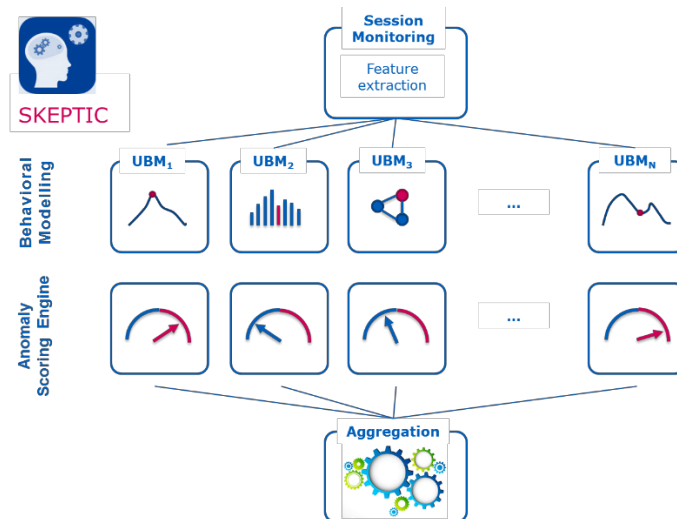 Session
Monitoring
Feature
extraction
SKEPTIC
Behavioral
Modelling
UBM₁
UBM₂
UBM₃
...
UBMN
Anomaly
Scoring Engine
...
Aggregation